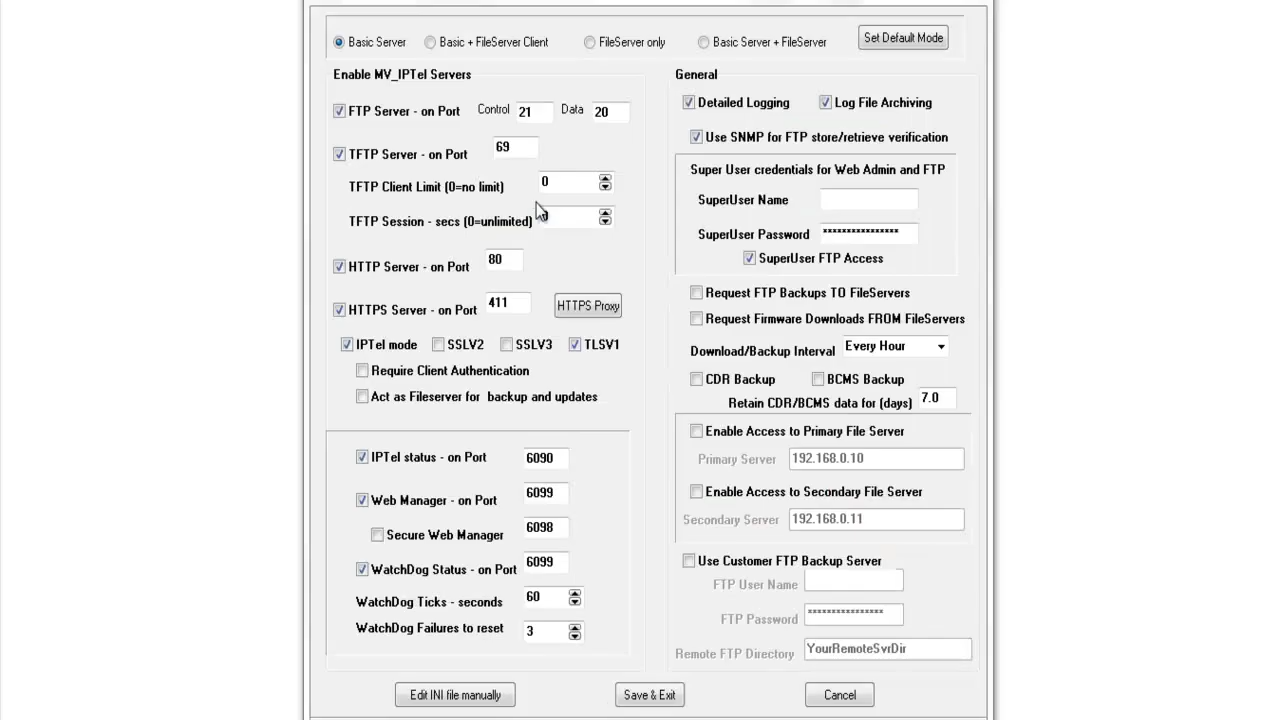 Basic Server
Basic + FileServer Client
FileServer only
Basic Server + FileServer
Set Default Mode
Enable MV_IPTel Servers
FTP Server - on Port Control 21 Data 20
TFTP Server - on Port 69
TFTP Client Limit (0=no limit) 0
TFTP Session - secs (0=unlimited) 0
HTTP Server - on Port 80
HTTPS Server - on Port 411 HTTPS Proxy
IPTel mode SSLV2 SSLV3 TLSV1
Require Client Authentication
Act as Fileserver for backup and updates
IPTel status - on Port 6090
Web Manager - on Port 6099
Secure Web Manager 6098
WatchDog Status - on Port 6099
WatchDog Ticks - seconds 60
WatchDog Failures to reset 3
General
Detailed Logging Log File Archiving
Use SNMP for FTP store/retrieve verification
Super User credentials for Web Admin and FTP
SuperUser Name
SuperUser Password ****************
SuperUser FTP Access
Request FTP Backups TO FileServers
Request Firmware Downloads FROM FileServers
Download/Backup Interval Every Hour
CDR Backup BCMS Backup
Retain CDR/BCMS data for (days) 7.0
Enable Access to Primary File Server
Primary Server 192.168.0.10
Enable Access to Secondary File Server
Secondary Server 192.168.0.11
Use Customer FTP Backup Server
FTP User Name
FTP Password ****************
Remote FTP Directory YourRemoteSvrDir
Edit INI file manually
Save & Exit
Cancel